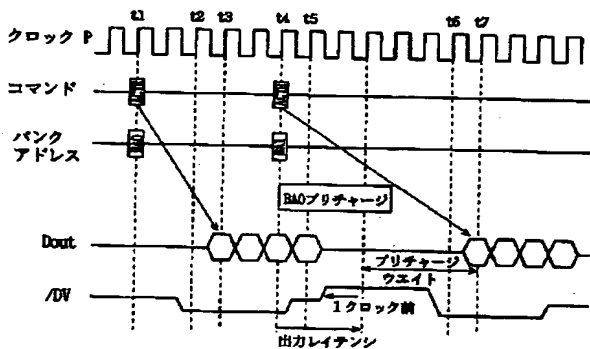 t1 t2 t3 t4 t5 t6 t7
クロック P
コマンド
バンク
アドレス
BA0プリチャージ
Dout
プリチャージ
ウエイト
/DV
1クロック前
出力レイテンシ